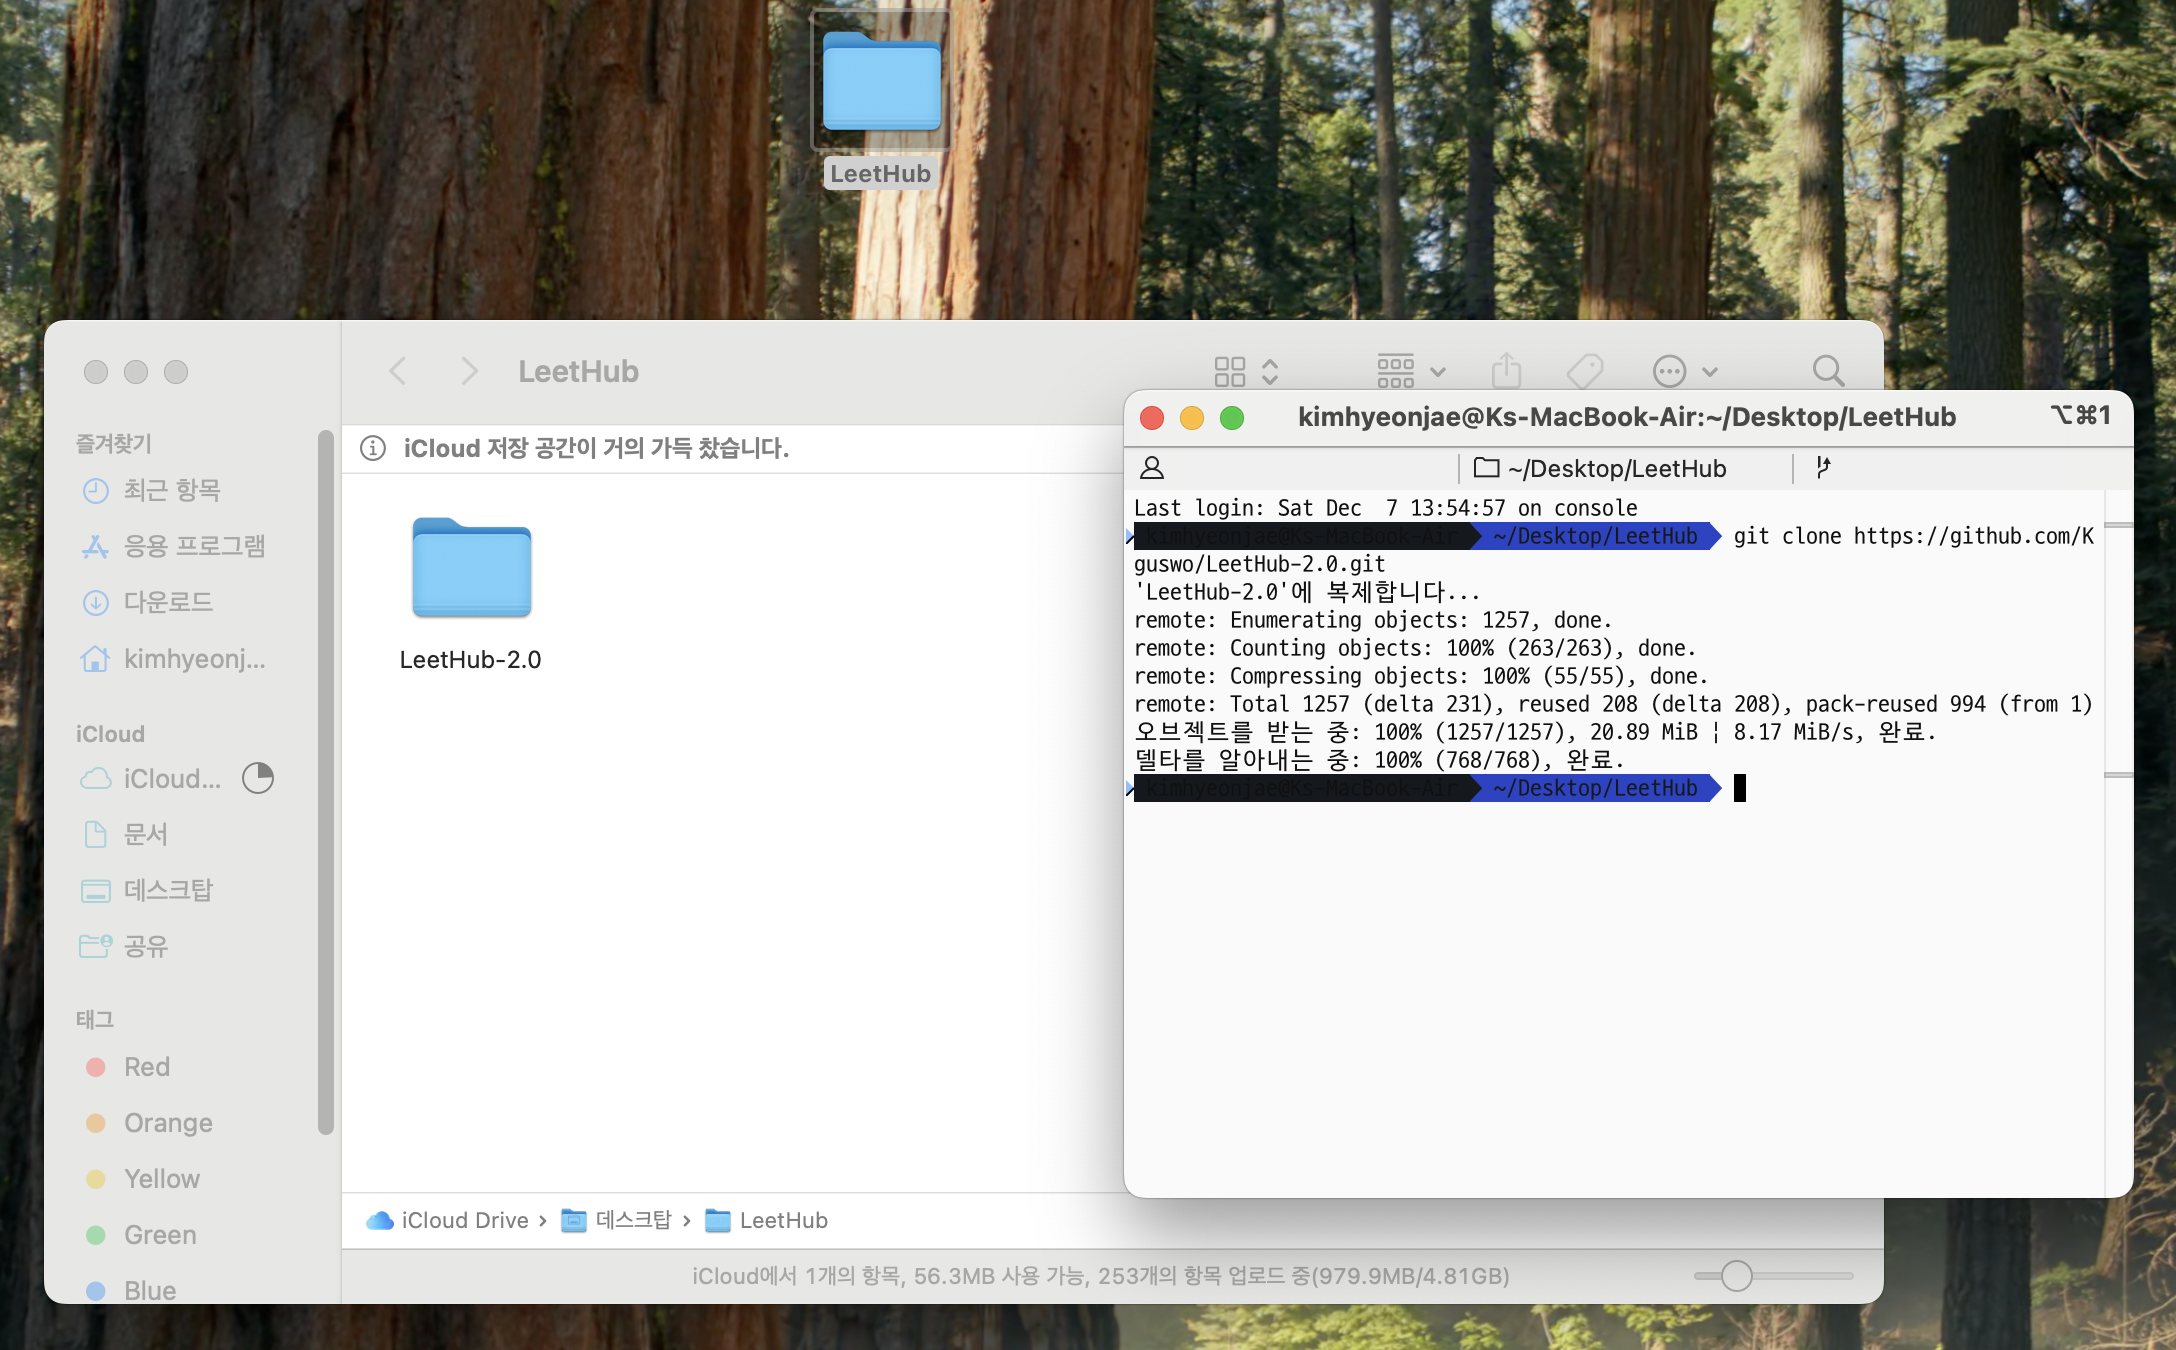 LeetHub
LeetHub
즐겨찾기
최근 항목
응용 프로그램
다운로드
kimhyeonj...
iCloud
iCloud...
문서
데스크탑
공유
태그
Red
Orange
Yellow
Green
Blue
iCloud 저장 공간이 거의 가득 찼습니다.
LeetHub-2.0
iCloud Drive › 데스크탑 › LeetHub
iCloud에서 1개의 항목, 56.3MB 사용 가능, 253개의 항목 업로드 중(979.9MB/4.81GB)
kimhyeonjae@Ks-MacBook-Air:~/Desktop/LeetHub ⌥⌘1
~/Desktop/LeetHub
Last login: Sat Dec  7 13:54:57 on console
kimhyeonjae@Ks-MacBook-Air ~/Desktop/LeetHub git clone https://github.com/K
guswo/LeetHub-2.0.git
'LeetHub-2.0'에 복제합니다...
remote: Enumerating objects: 1257, done.
remote: Counting objects: 100% (263/263), done.
remote: Compressing objects: 100% (55/55), done.
remote: Total 1257 (delta 231), reused 208 (delta 208), pack-reused 994 (from 1)
오브젝트를 받는 중: 100% (1257/1257), 20.89 MiB ¦ 8.17 MiB/s, 완료.
델타를 알아내는 중: 100% (768/768), 완료.
kimhyeonjae@Ks-MacBook-Air ~/Desktop/LeetHub